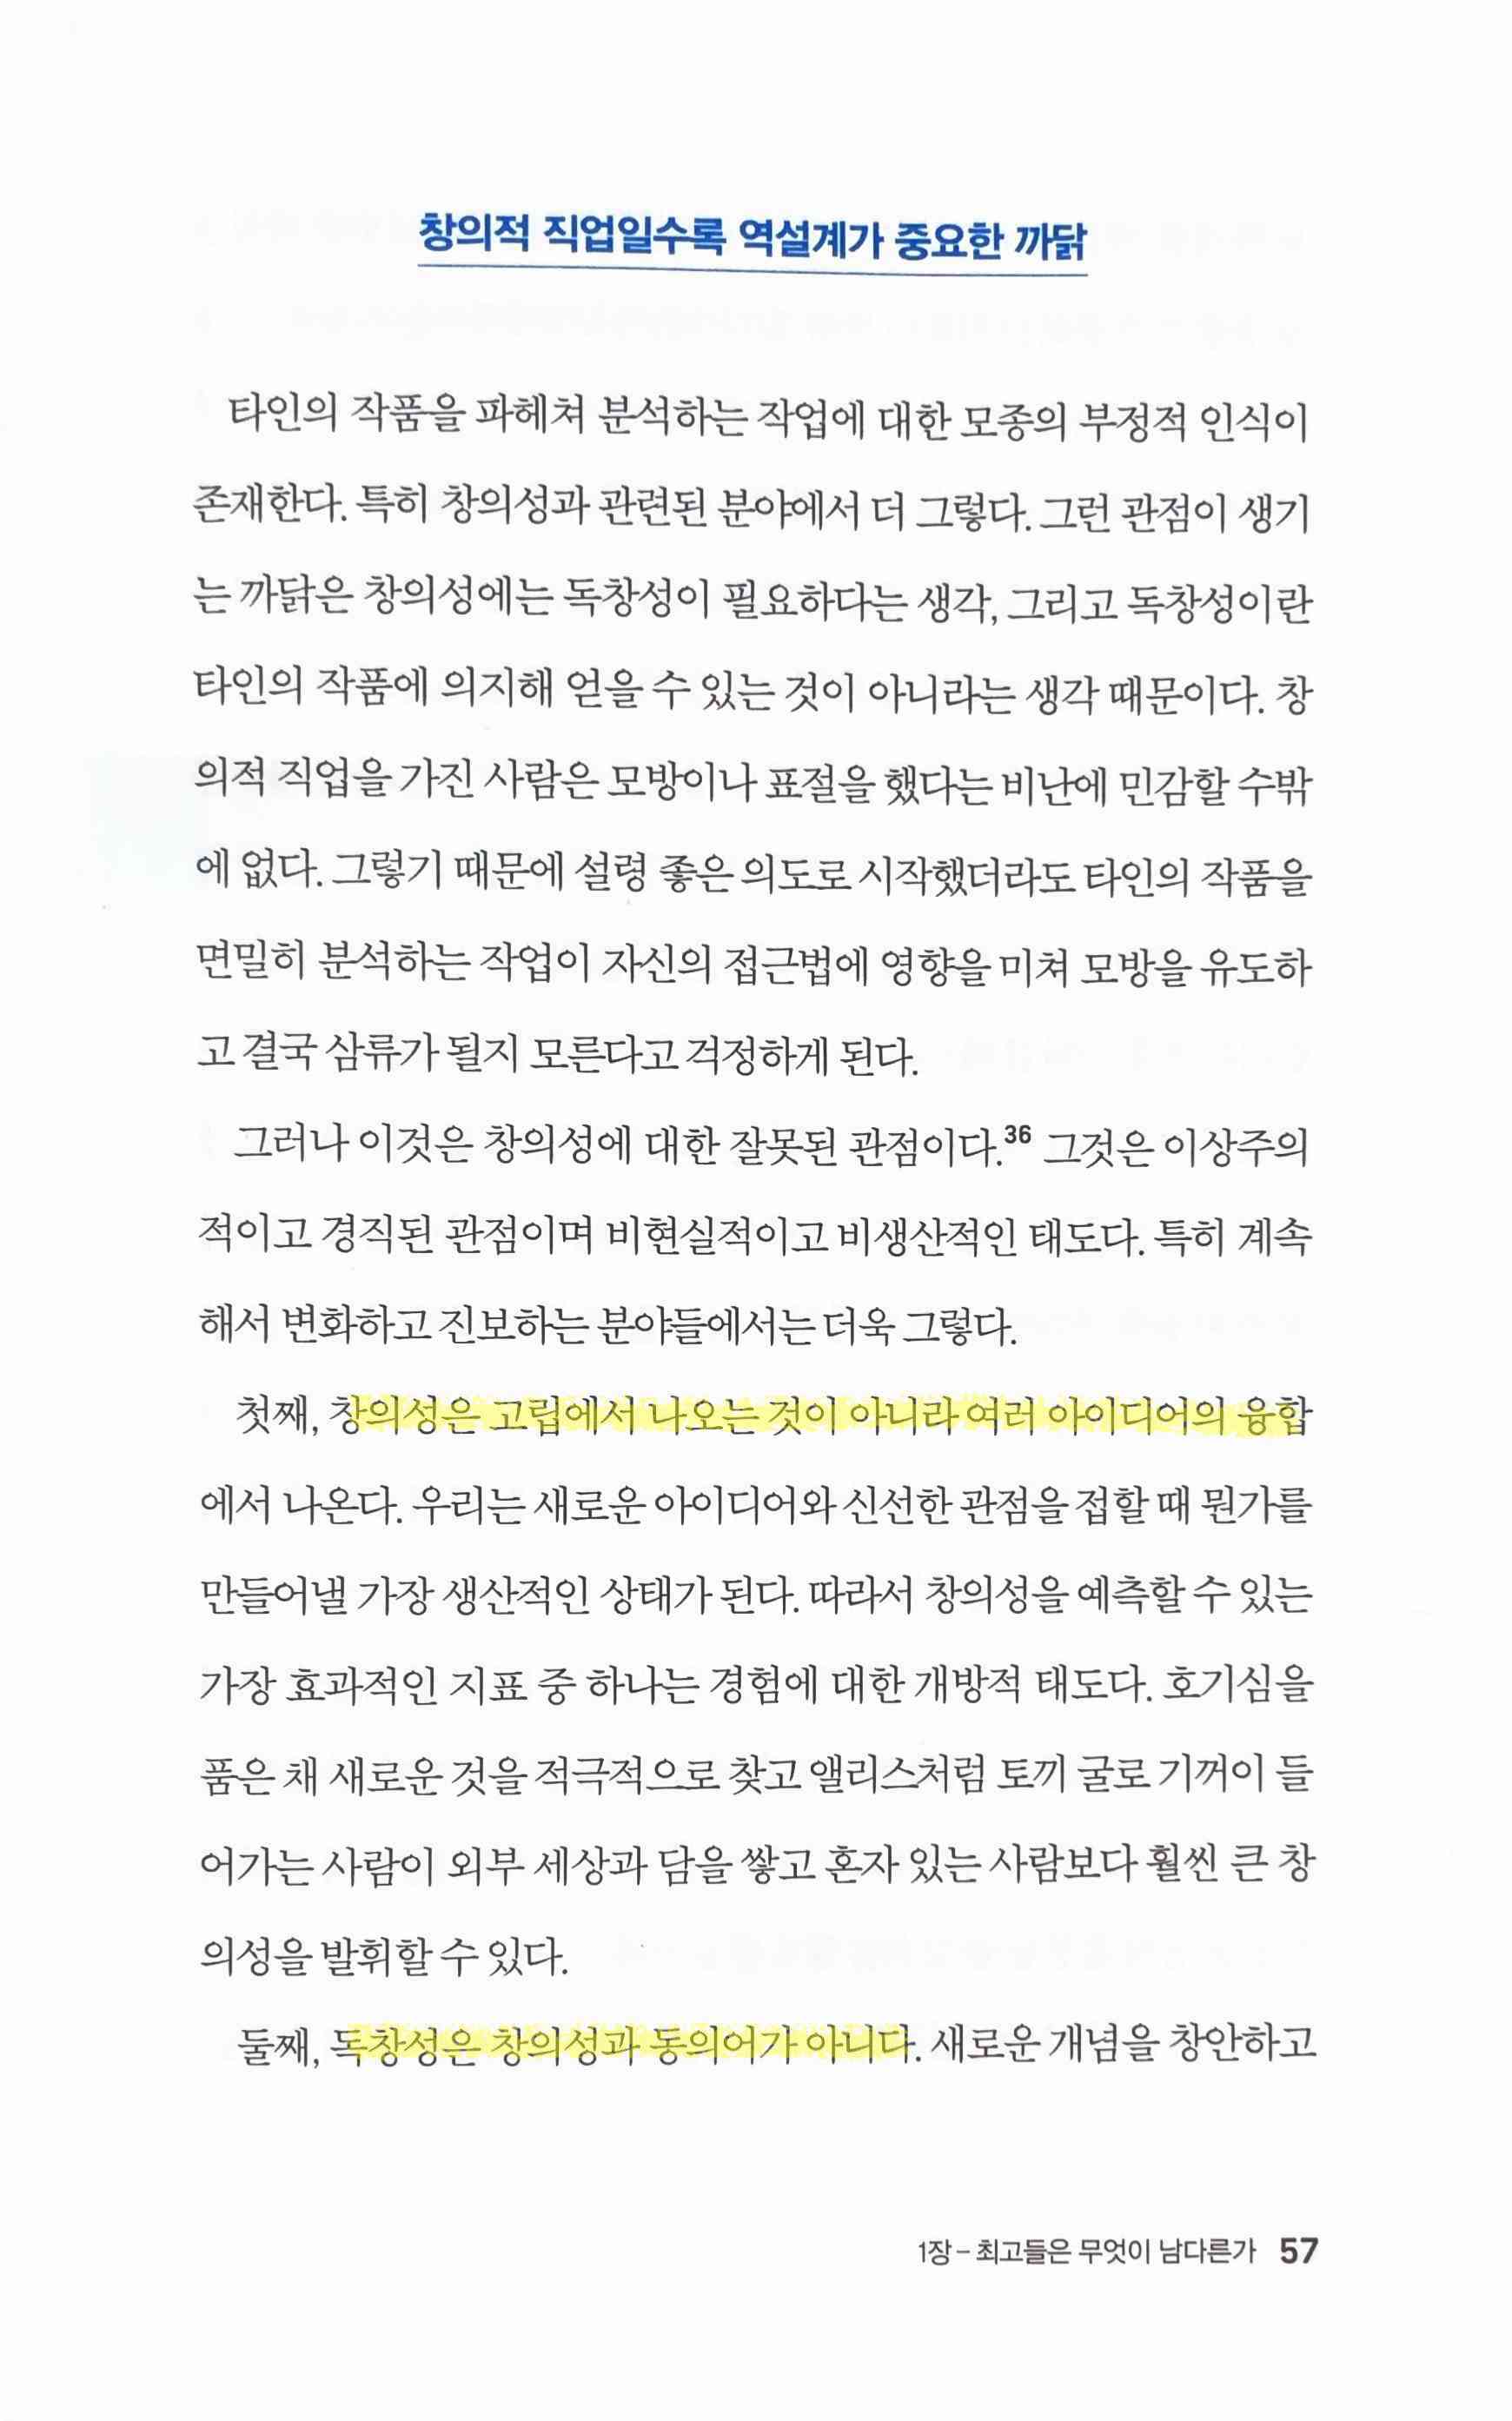 창의적 직업일수록 역설계가 중요한 까닭
타인의 작품을 파헤쳐 분석하는 작업에 대한 모종의 부정적 인식이
존재한다. 특히 창의성과 관련된 분야에서 더 그렇다. 그런 관점이 생기
는 까닭은 창의성에는 독창성이 필요하다는 생각, 그리고 독창성이란
타인의 작품에 의지해 얻을 수 있는 것이 아니라는 생각 때문이다. 창
의적 직업을 가진 사람은 모방이나 표절을 했다는 비난에 민감할 수밖
에 없다. 그렇기 때문에 설령 좋은 의도로 시작했더라도 타인의 작품을
면밀히 분석하는 작업이 자신의 접근법에 영향을 미쳐 모방을 유도하
고 결국 삼류가 될지 모른다고 걱정하게 된다.
그러나 이것은 창의성에 대한 잘못된 관점이다.36 그것은 이상주의
적이고 경직된 관점이며 비현실적이고 비생산적인 태도다. 특히 계속
해서 변화하고 진보하는 분야들에서는 더욱 그렇다.
첫째, 창의성은 고립에서 나오는 것이 아니라 여러 아이디어의 융합
에서 나온다. 우리는 새로운 아이디어와 신선한 관점을 접할 때 뭔가를
만들어낼 가장 생산적인 상태가 된다. 따라서 창의성을 예측할 수 있는
가장 효과적인 지표 중 하나는 경험에 대한 개방적 태도다. 호기심을
품은 채 새로운 것을 적극적으로 찾고 앨리스처럼 토끼 굴로 기꺼이 들
어가는 사람이 외부 세상과 담을 쌓고 혼자 있는 사람보다 훨씬 큰 창
의성을 발휘할 수 있다.
둘째, 독창성은 창의성과 동의어가 아니다. 새로운 개념을 창안하고
1장 – 최고들은 무엇이 남다른가 57